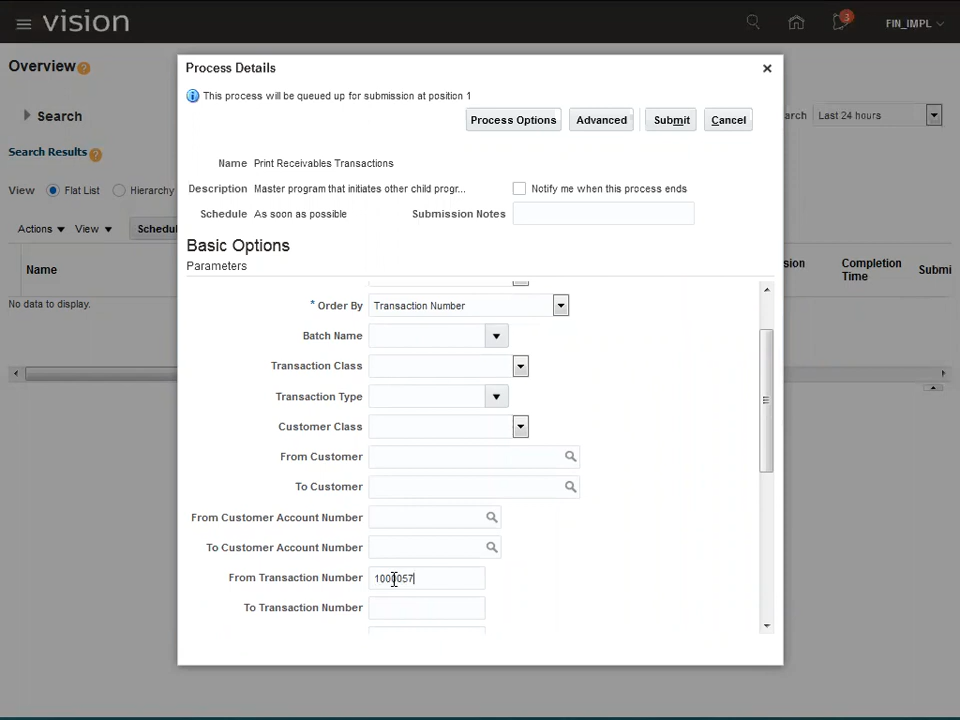 vision
3
FIN_IMPL
Overview
Search
arch Last 24 hours
Search Results
View Flat List Hierarchy
Actions View Schedul
Name
sion
Completion Time
Submi
No data to display.
Process Details
This process will be queued up for submission at position 1
Process Options Advanced Submit Cancel
Name Print Receivables Transactions
Description Master program that initiates other child progr...
Notify me when this process ends
Schedule As soon as possible
Submission Notes
Basic Options
Parameters
* Order By Transaction Number
Batch Name
Transaction Class
Transaction Type
Customer Class
From Customer
To Customer
From Customer Account Number
To Customer Account Number
From Transaction Number 1000057
To Transaction Number